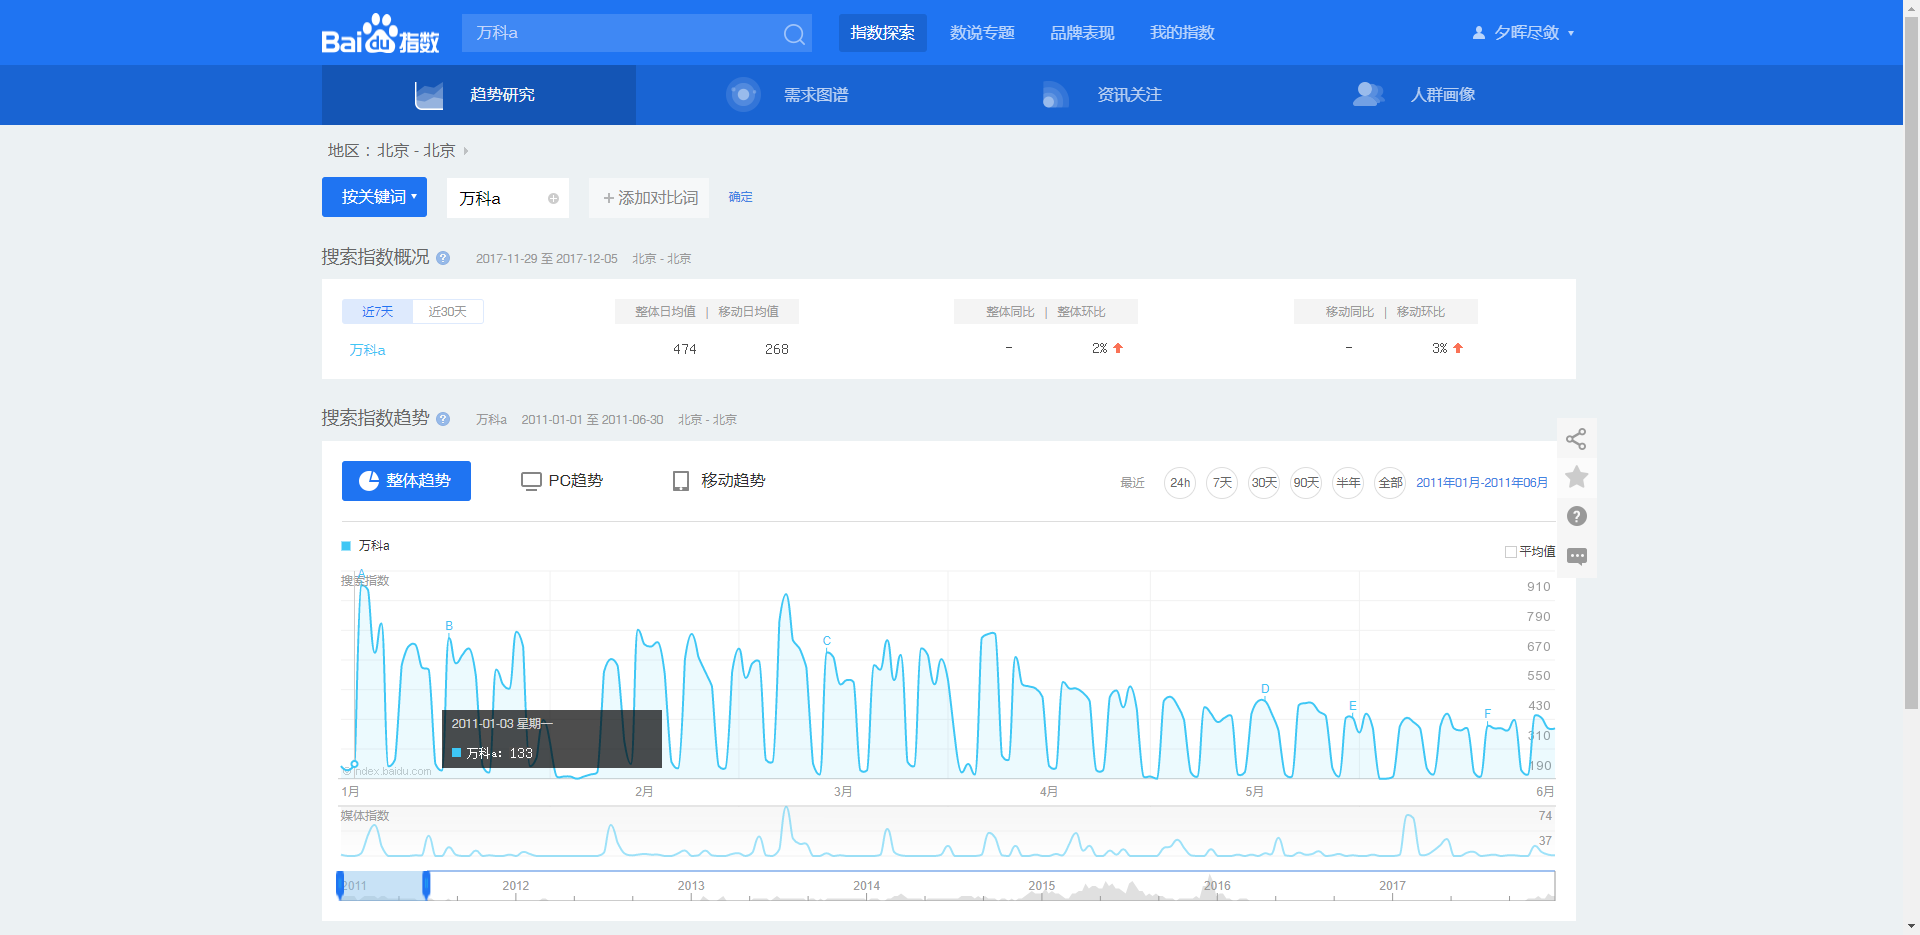 Bai du 指数
万科a
指数探索
数说专题
品牌表现
我的指数
夕晖尽敛
趋势研究
需求图谱
资讯关注
人群画像
地区： 北京 - 北京
按关键词
万科a
+ 添加对比词
确定
搜索指数概况 ? 2017-11-29 至 2017-12-05 北京 - 北京
近7天 近30天
整体日均值 | 移动日均值
整体同比 | 整体环比
移动同比 | 移动环比
万科a 474 268 - 2% - 3%
搜索指数趋势 ? 万科a 2011-01-01 至 2011-06-30 北京 - 北京
整体趋势
PC趋势
移动趋势
最近 24h 7天 30天 90天 半年 全部 2011年01月-2011年06月
?
万科a
平均值
搜索指数
A
B
C
D
E
F
910
790
670
550
430
310
190
2011-01-03 星期一
万科a: 133
© index.baidu.com
1月 2月 3月 4月 5月 6月
媒体指数
74
37
2011 2012 2013 2014 2015 2016 2017